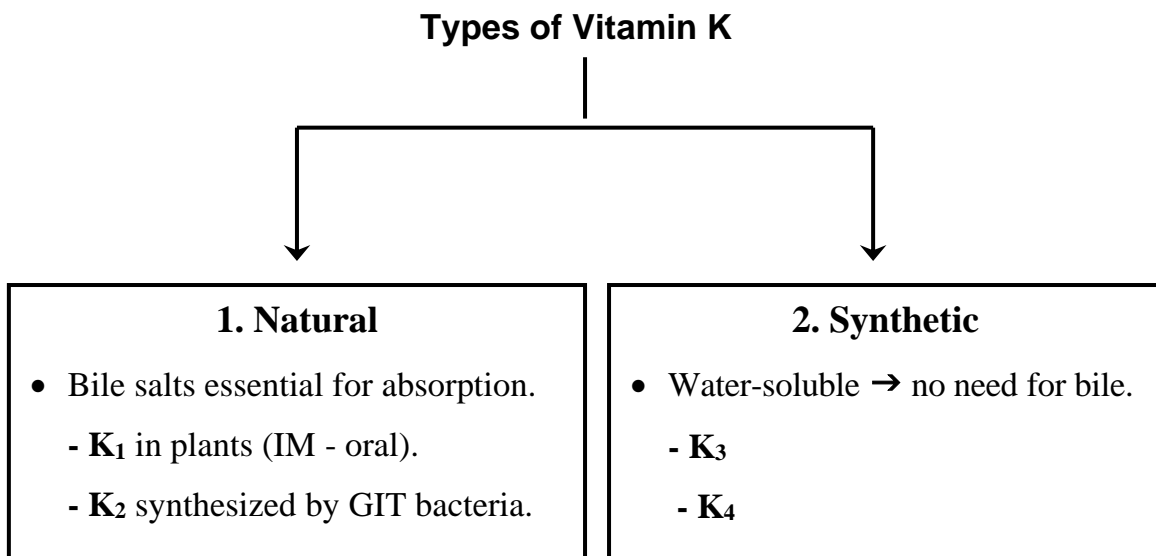 Types of Vitamin K
1. Natural
• Bile salts essential for absorption.
- K₁ in plants (IM - oral).
- K₂ synthesized by GIT bacteria.
2. Synthetic
• Water-soluble ➔ no need for bile.
- K₃
- K₄